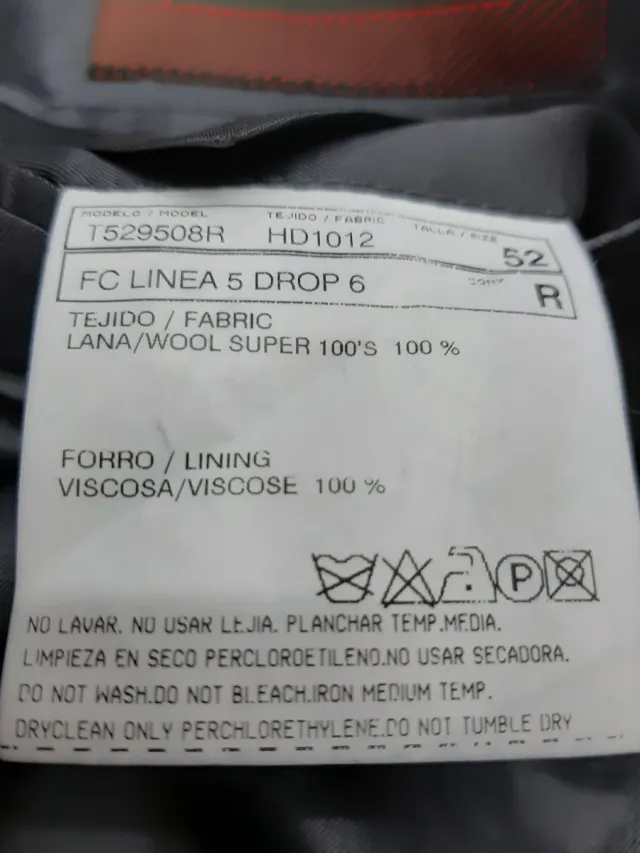 MODELO / MODEL TEJIDO / FABRIC TALLA / SIZE
T529508R HD1012 52
FC LINEA 5 DROP 6 R
TEJIDO / FABRIC
LANA/WOOL SUPER 100'S 100 %
FORRO / LINING
VISCOSA/VISCOSE 100 %
P
NO LAVAR. NO USAR LEJIA. PLANCHAR TEMP.MEDIA.
LIMPIEZA EN SECO PERCLOROETILENO.NO USAR SECADORA.
DO NOT WASH.DO NOT BLEACH.IRON MEDIUM TEMP.
DRYCLEAN ONLY PERCHLORETHYLENE.DO NOT TUMBLE DRY